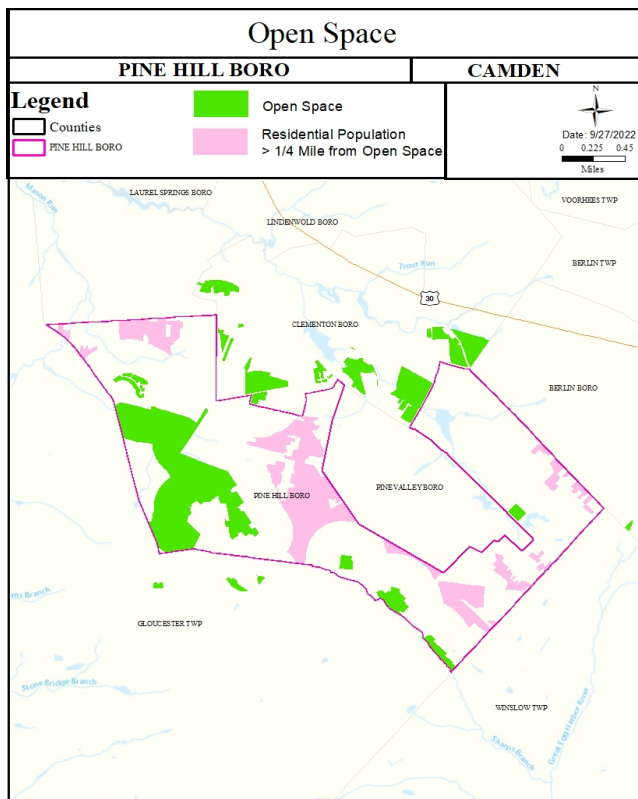 Open Space
PINE HILL BORO
CAMDEN
Legend
Counties
PINE HILL BORO
Open Space
Residential Population
> 1/4 Mile from Open Space
N
Date: 9/27/2022
0 0.225 0.45
Miles
Mason Run
LAUREL SPRINGS BORO
LINDENWOLD BORO
VOORHEES TWP
BERLIN TWP
Trout Run
30
CLEMENTON BORO
BERLIN BORO
PINE HILL BORO
PINE VALLEY BORO
Branch
GLOUCESTER TWP
Stone Bridge Branch
WINSLOW TWP
Sharps Branch
Great Egg Harbor River